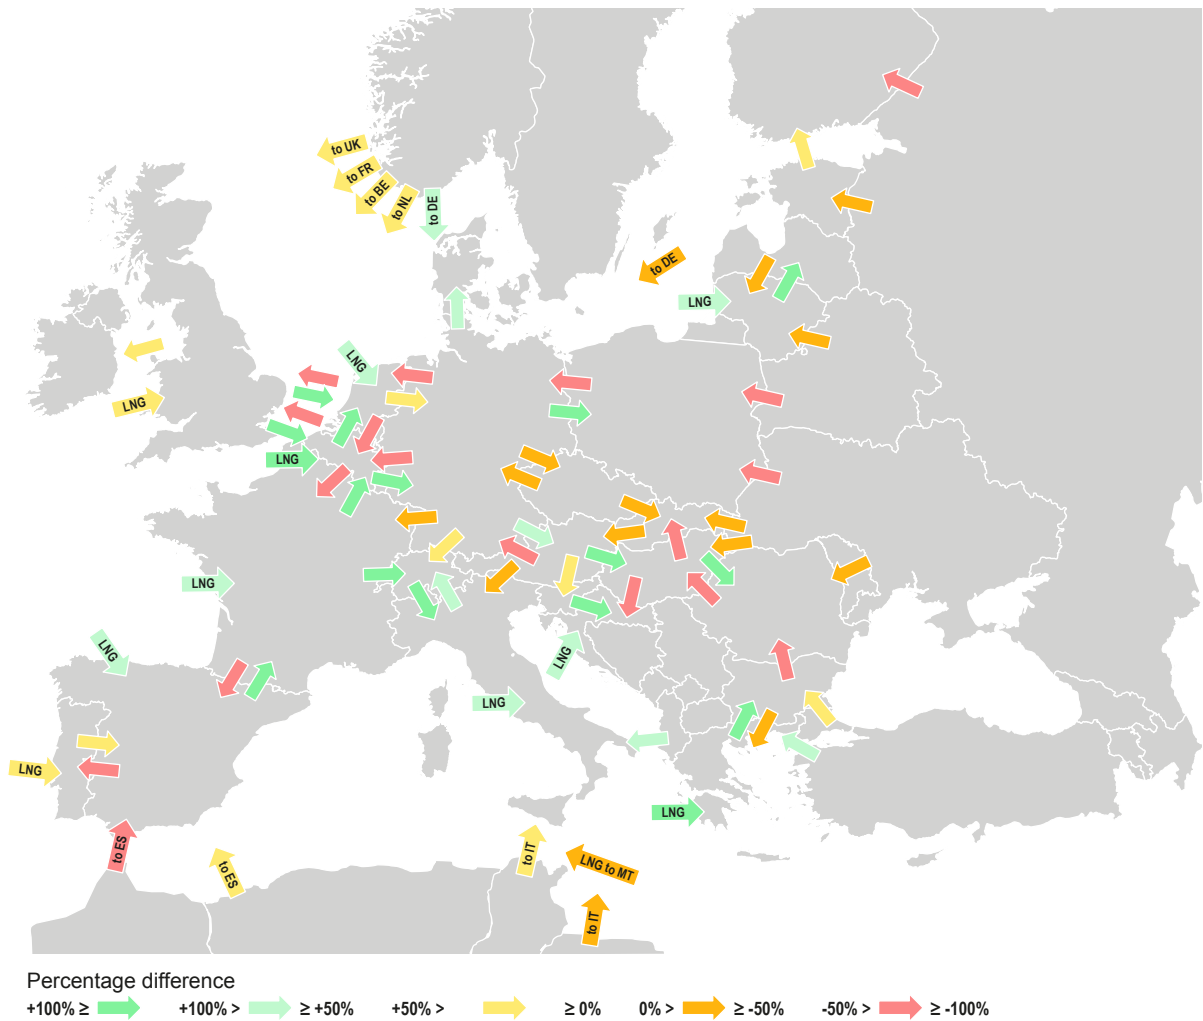 to UK
to FR
to BE
to NL
to DE
to DE
LNG
LNG
LNG
LNG
LNG
LNG
LNG
LNG
LNG
LNG
to ES
to ES
to IT
LNG to MT
to IT
Percentage difference
+100% ≥ +100% > ≥ +50% +50% > ≥ 0% 0% > ≥ -50% -50% > ≥ -100%